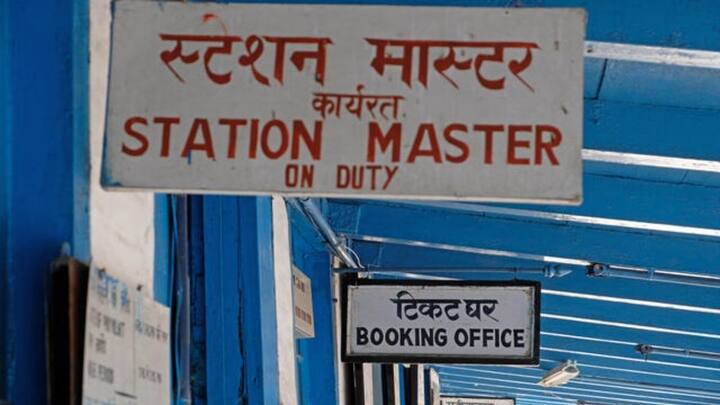 स्टेशन मास्टर
कार्यरत
STATION MASTER
ON DUTY
टिकट घर
BOOKING OFFICE